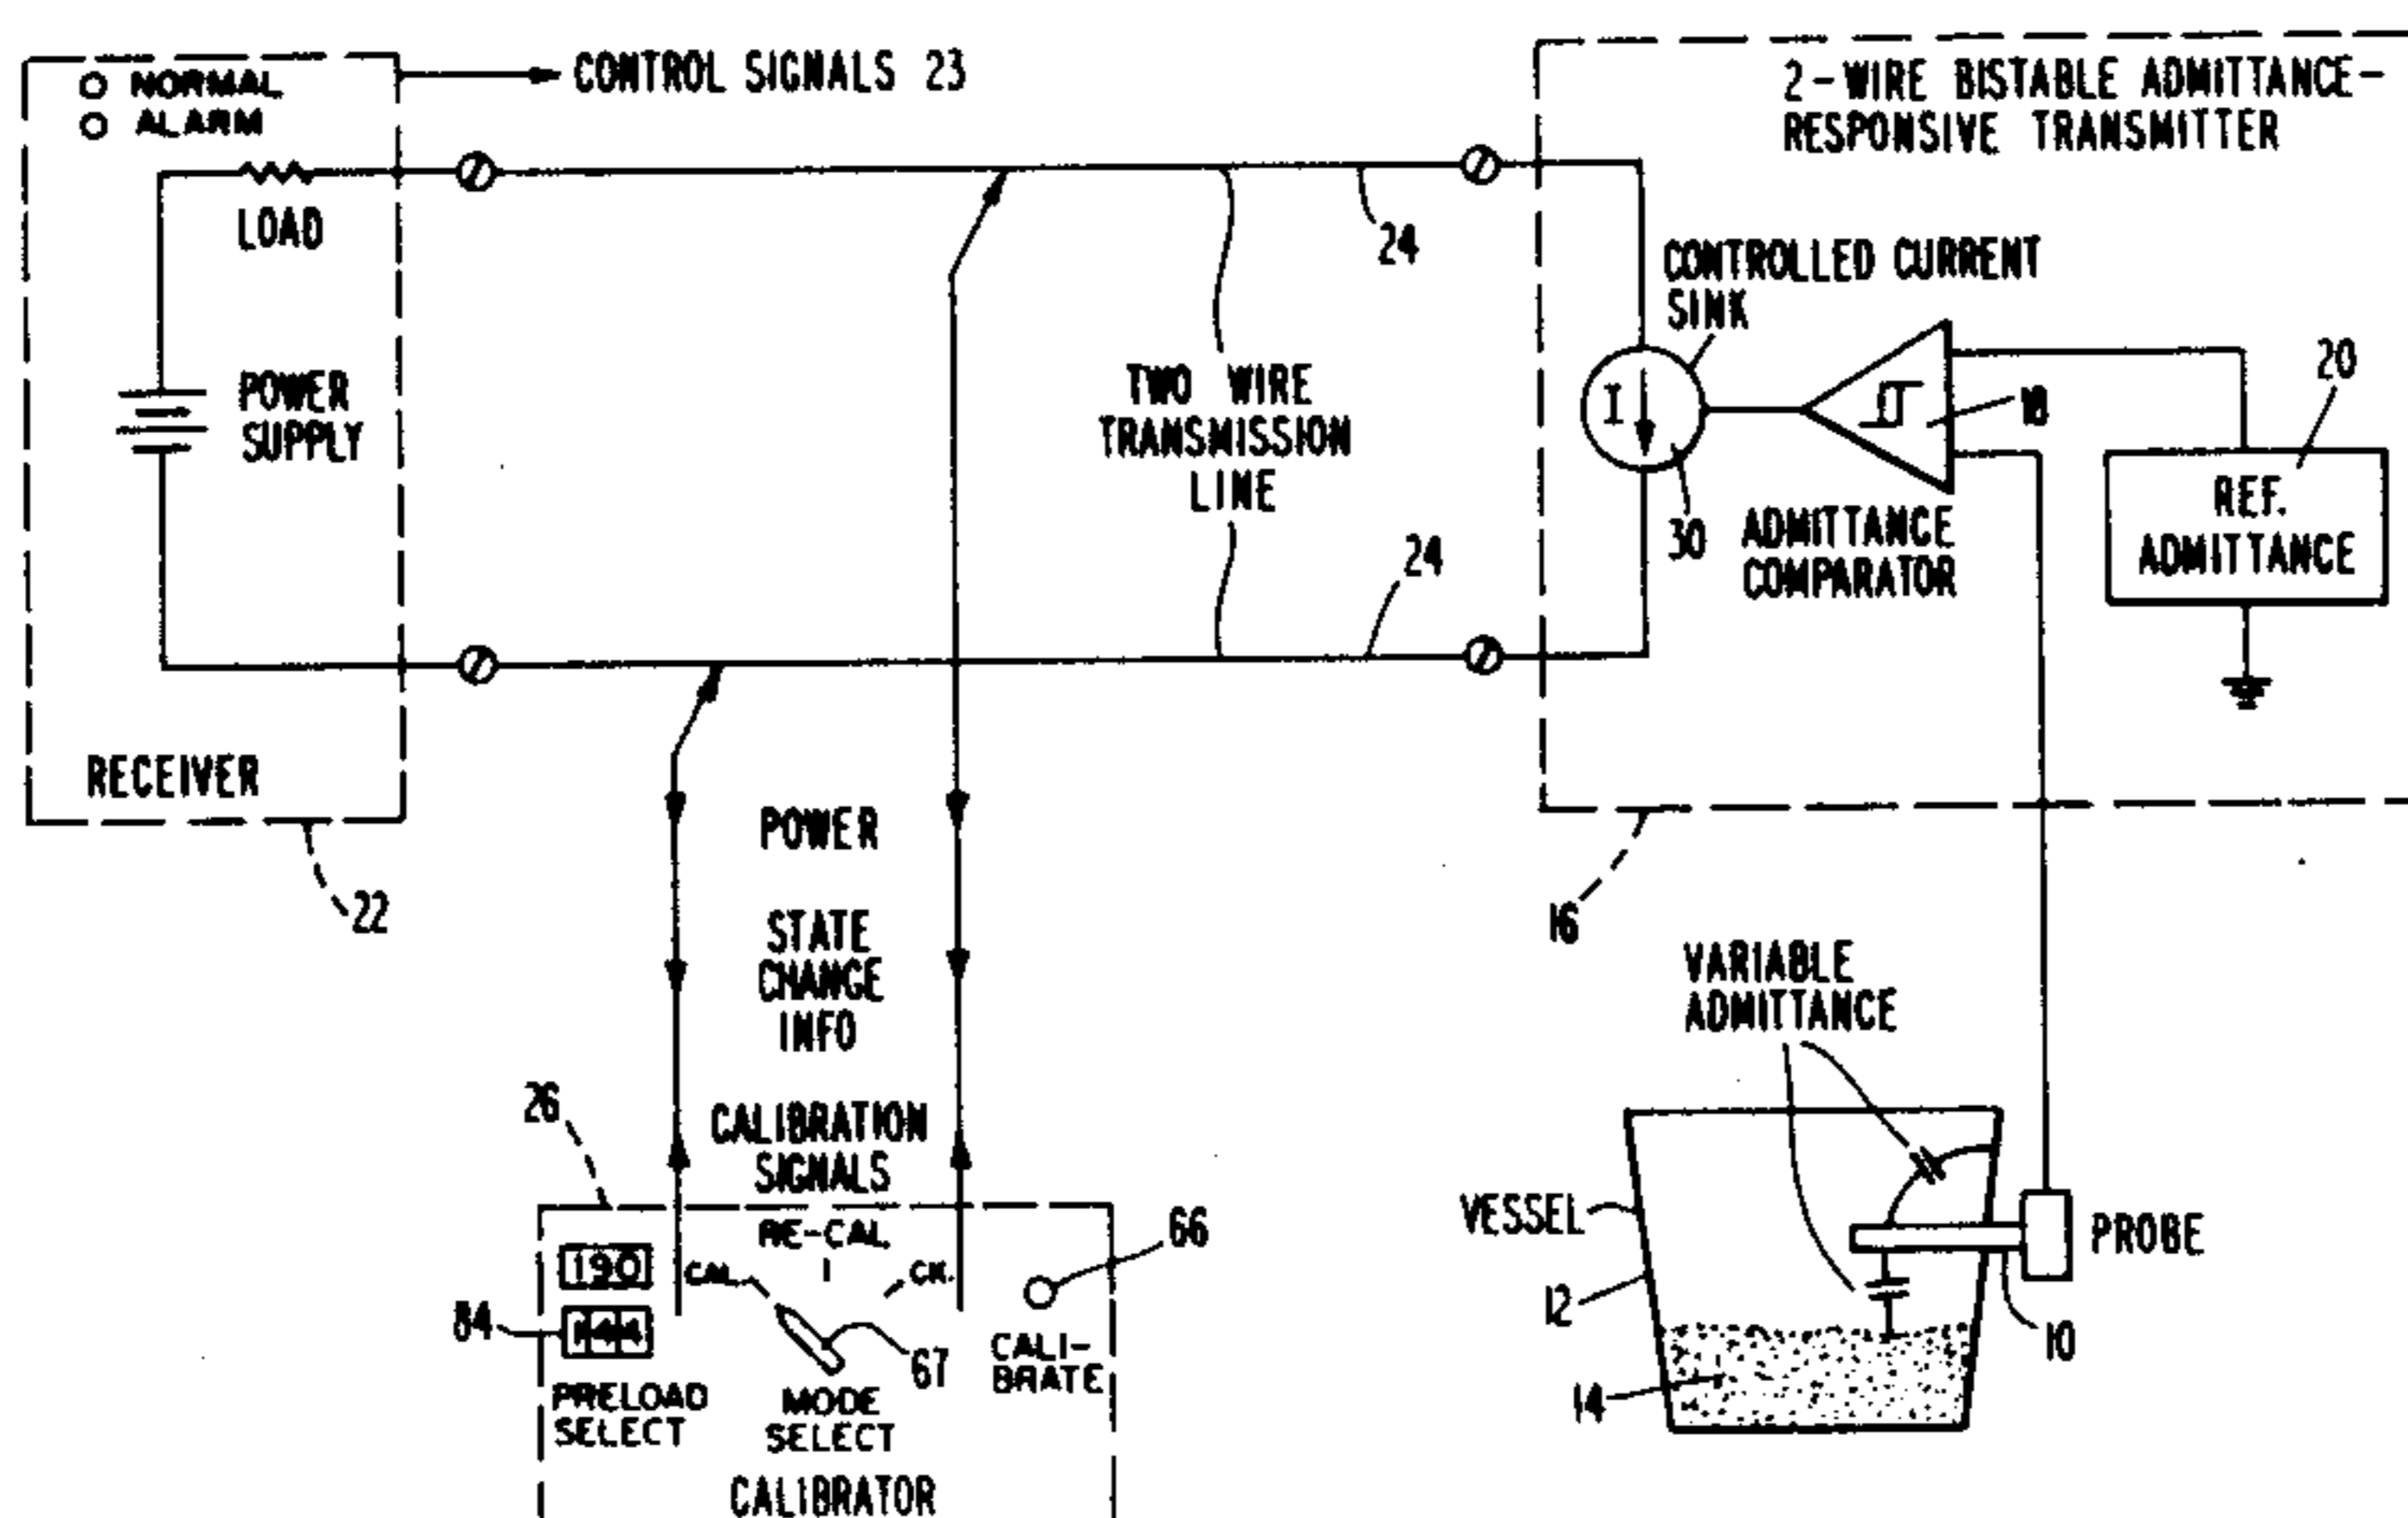 NORMAL
ALARM
CONTROL SIGNALS 23
LOAD
POWER
SUPPLY
RECEIVER
22
TWO WIRE
TRANSMISSION
LINE
24
24
2-WIRE BISTABLE ADMITTANCE-
RESPONSIVE TRANSMITTER
CONTROLLED CURRENT
SINK
I
30
18
ADMITTANCE
COMPARATOR
20
REF.
ADMITTANCE
16
POWER
STATE
CHANGE
INFO
CALIBRATION
SIGNALS
26
190
84
144
PRELOAD
SELECT
CAL.
RE-CAL.
CK.
67
MODE
SELECT
66
CALI-
BRATE
CALIBRATOR
VARIABLE
ADMITTANCE
VESSEL
12
14
PROBE
10